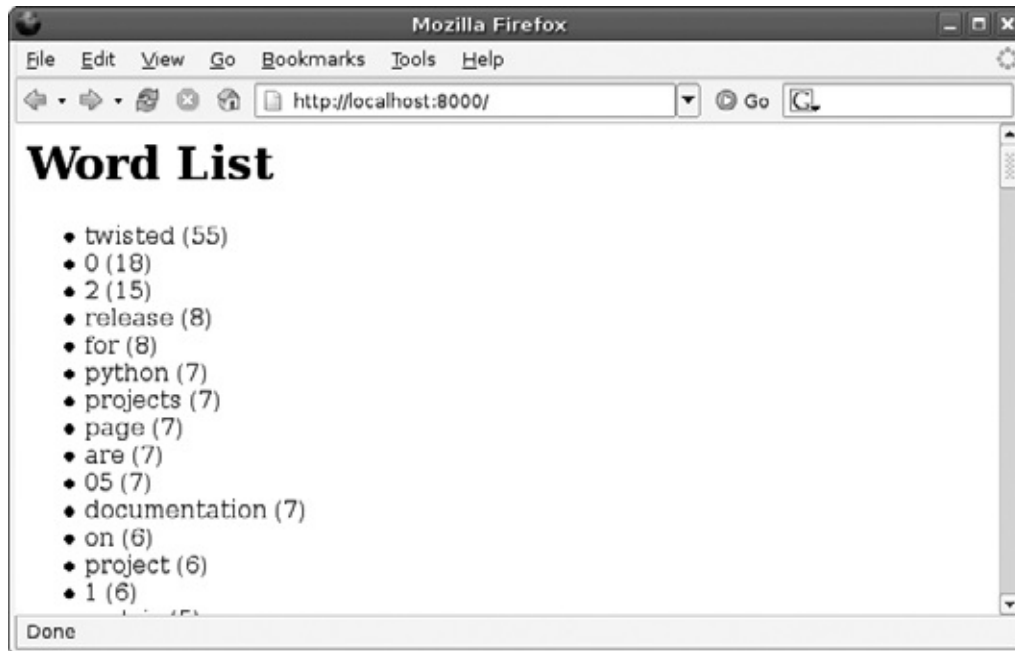 Mozilla Firefox
File Edit View Go Bookmarks Tools Help
http://localhost:8000/ Go G
Word List
twisted (55)
0 (18)
2 (15)
release (8)
for (8)
python (7)
projects (7)
page (7)
are (7)
05 (7)
documentation (7)
on (6)
project (6)
1 (6)
Done